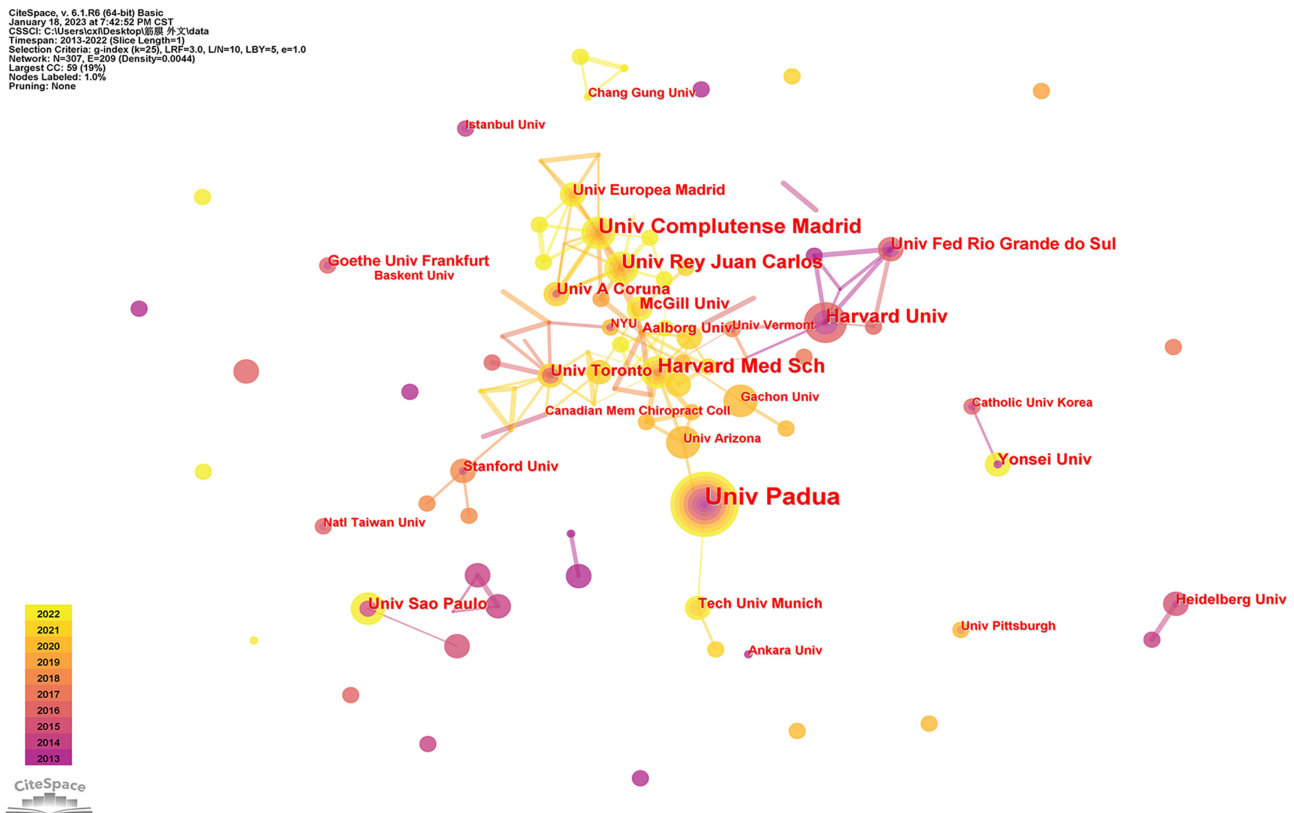 CiteSpace, v. 6.1.R6 (64-bit) Basic
January 18, 2023 at 7:42:52 PM CST
CSSCI: C:\Users\cxl\Desktop\筋膜 外文\data
Timespan: 2013-2022 (Slice Length=1)
Selection Criteria: g-index (k=25), LRF=3.0, L/N=10, LBY=5, e=1.0
Network: N=307, E=209 (Density=0.0044)
Largest CC: 59 (19%)
Nodes Labeled: 1.0%
Pruning: None
Chang Gung Univ
Istanbul Univ
Univ Europea Madrid
Univ Complutense Madrid
Univ Fed Rio Grande do Sul
Goethe Univ Frankfurt
Univ Rey Juan Carlos
Baskent Univ
Univ A Coruna
McGill Univ
Harvard Univ
NYU
Aalborg Univ
Univ Vermont
Harvard Med Sch
Univ Toronto
Gachon Univ
Catholic Univ Korea
Canadian Mem Chiropract Coll
Univ Arizona
Yonsei Univ
Stanford Univ
Univ Padua
Natl Taiwan Univ
Heidelberg Univ
Univ Sao Paulo
Tech Univ Munich
Univ Pittsburgh
Ankara Univ
2022
2021
2020
2019
2018
2017
2016
2015
2014
2013
CiteSpace